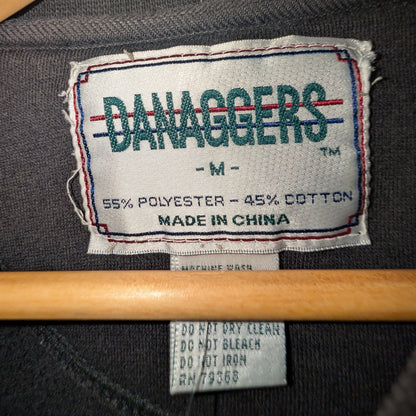 DANAGGERS
TM
- M -
55% POLYESTER - 45% COTTON
MADE IN CHINA
MACHINE WASH
DO NOT DRY CLEAN
DO NOT BLEACH
DO NOT IRON
RN 79368